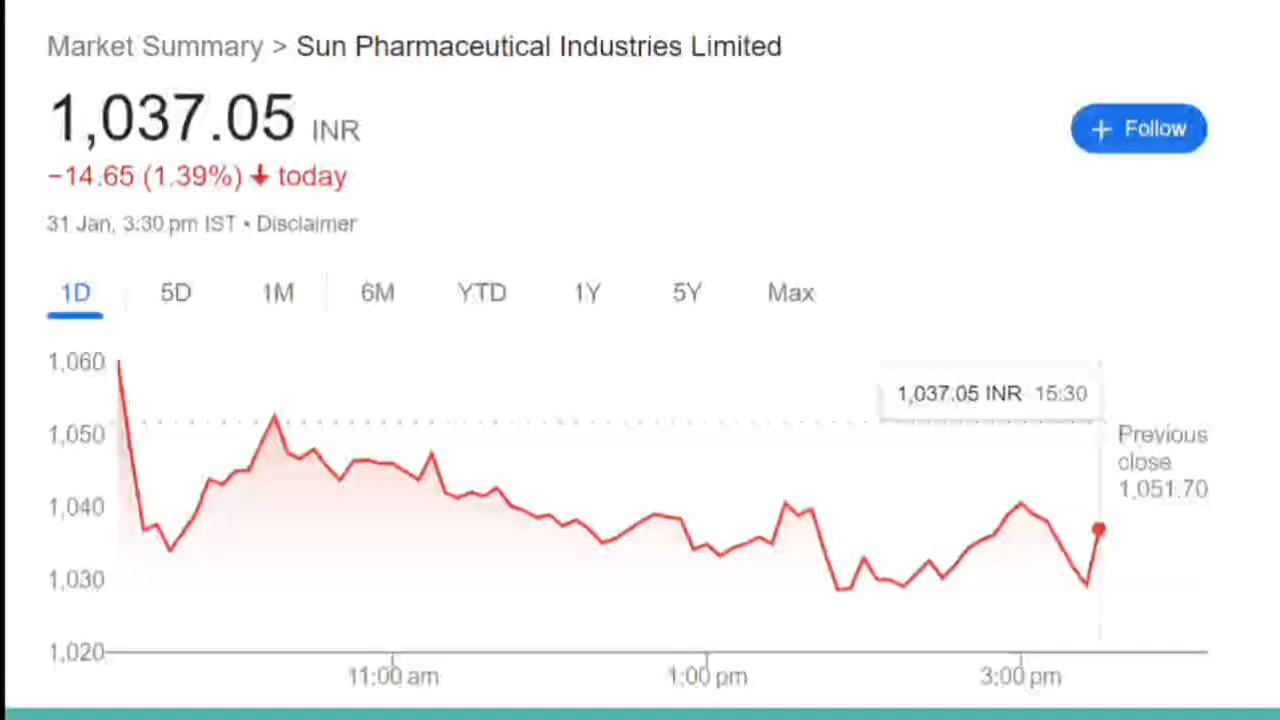 Market Summary > Sun Pharmaceutical Industries Limited
1,037.05 INR
+ Follow
−14.65 (1.39%) ↓ today
31 Jan, 3:30 pm IST • Disclaimer
1D 5D 1M 6M YTD 1Y 5Y Max
1,060
1,037.05 INR 15:30
1,050
Previous
close
1,051.70
1,040
1,030
1,020
11:00 am 1:00 pm 3:00 pm